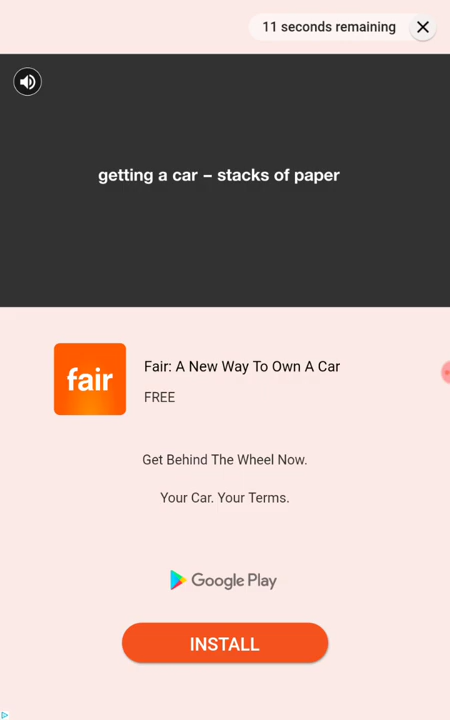 11 seconds remaining
getting a car – stacks of paper
fair
Fair: A New Way To Own A Car
FREE
Get Behind The Wheel Now.
Your Car. Your Terms.
Google Play
INSTALL